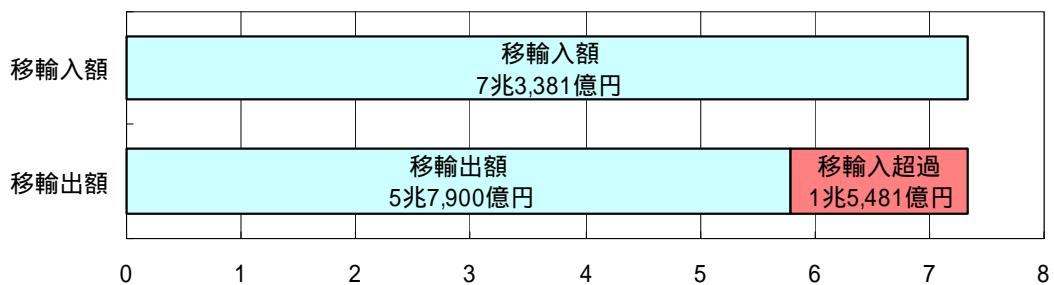 移輸入額
移輸入額
7兆3,381億円
移輸出額
移輸出額
5兆7,900億円
移輸入超過
1兆5,481億円
0 1 2 3 4 5 6 7 8